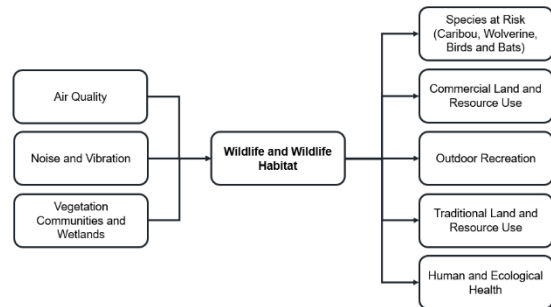 Air Quality
Noise and Vibration
Vegetation
Communities and
Wetlands
Wildlife and Wildlife
Habitat
Species at Risk
(Caribou, Wolverine,
Birds and Bats)
Commercial Land and
Resource Use
Outdoor Recreation
Traditional Land and
Resource Use
Human and Ecological
Health